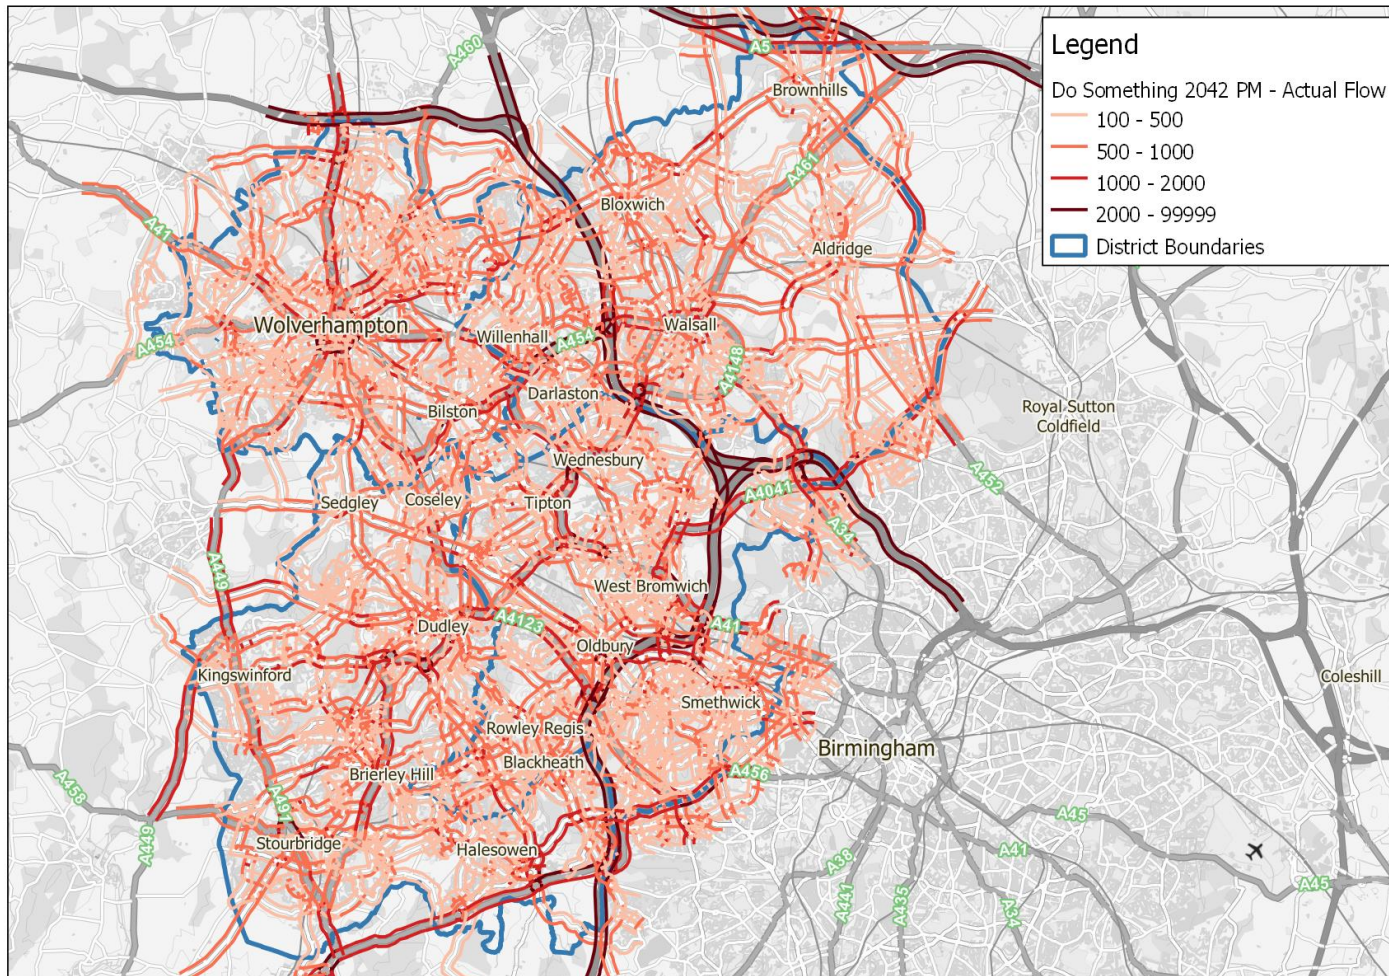 Legend
Do Something 2042 PM - Actual Flow
100 - 500
500 - 1000
1000 - 2000
2000 - 99999
District Boundaries
A460
A5
Brownhills
A461
Bloxwich
A41
Aldridge
Wolverhampton
Walsall
Willenhall
A454
A454
A4148
Darlaston
Bilston
Royal Sutton
Coldfield
Wednesbury
A452
Sedgley
Coseley
Tipton
A4041
A34
A449
West Bromwich
A4123
A41
Dudley
Oldbury
Kingswinford
Coleshill
Smethwick
Rowley Regis
Birmingham
Blackheath
Brierley Hill
A456
A458
A491
A45
A449
Stourbridge
Halesowen
A38
A41
A441
A435
A34
A45